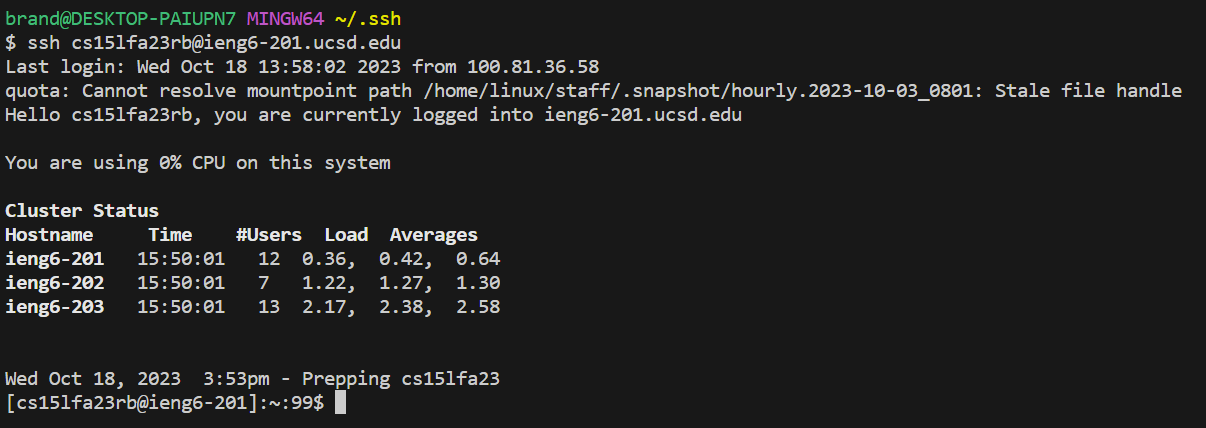 brand@DESKTOP-PAIUPN7 MINGW64 ~/.ssh
$ ssh cs15lfa23rb@ieng6-201.ucsd.edu
Last login: Wed Oct 18 13:58:02 2023 from 100.81.36.58
quota: Cannot resolve mountpoint path /home/linux/staff/.snapshot/hourly.2023-10-03_0801: Stale file handle
Hello cs15lfa23rb, you are currently logged into ieng6-201.ucsd.edu

You are using 0% CPU on this system

Cluster Status
Hostname     Time    #Users  Load  Averages
ieng6-201   15:50:01   12  0.36,  0.42,  0.64
ieng6-202   15:50:01   7   1.22,  1.27,  1.30
ieng6-203   15:50:01   13  2.17,  2.38,  2.58


Wed Oct 18, 2023  3:53pm - Prepping cs15lfa23
[cs15lfa23rb@ieng6-201]:~:99$